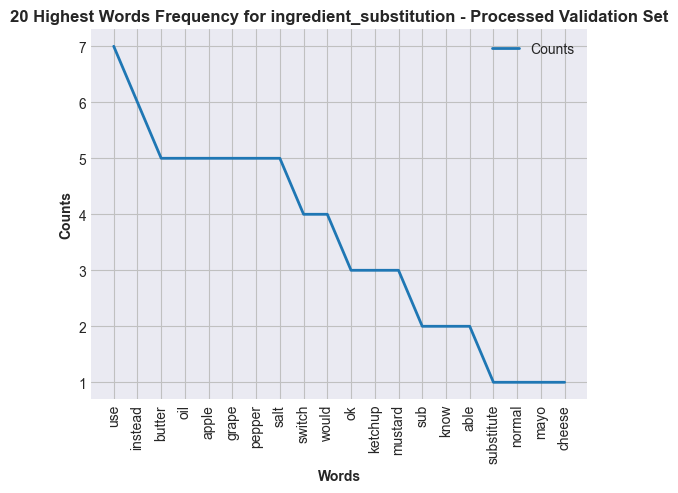 20 Highest Words Frequency for ingredient_substitution - Processed Validation Set
Counts
7
6
5
4
3
2
1
Counts
use
instead
butter
oil
apple
grape
pepper
salt
switch
would
ok
ketchup
mustard
sub
know
able
substitute
normal
mayo
cheese
Words